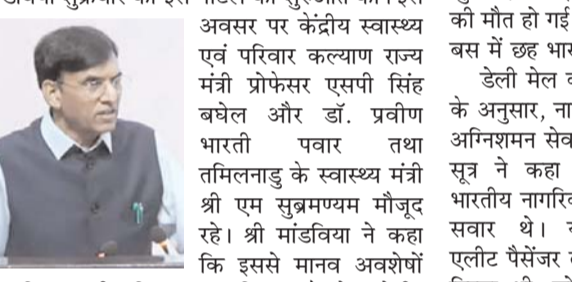 अवसर पर केंद्रीय स्वास्थ्य
एवं परिवार कल्याण राज्य
मंत्री प्रोफेसर एसपी सिंह
बघेल और डॉ. प्रवीण
भारती पवार तथा
तमिलनाडु के स्वास्थ्य मंत्री
श्री एम सुब्रमण्यम मौजूद
रहे। श्री मांडविया ने कहा
कि इससे मानव अवशेषों
की मौत हो गई
बस में छह
डेली मेल
के अनुसार,
अग्निशमन
सूत्र ने कहा
भारतीय
सवार थे।
एलीट पैसेंजर